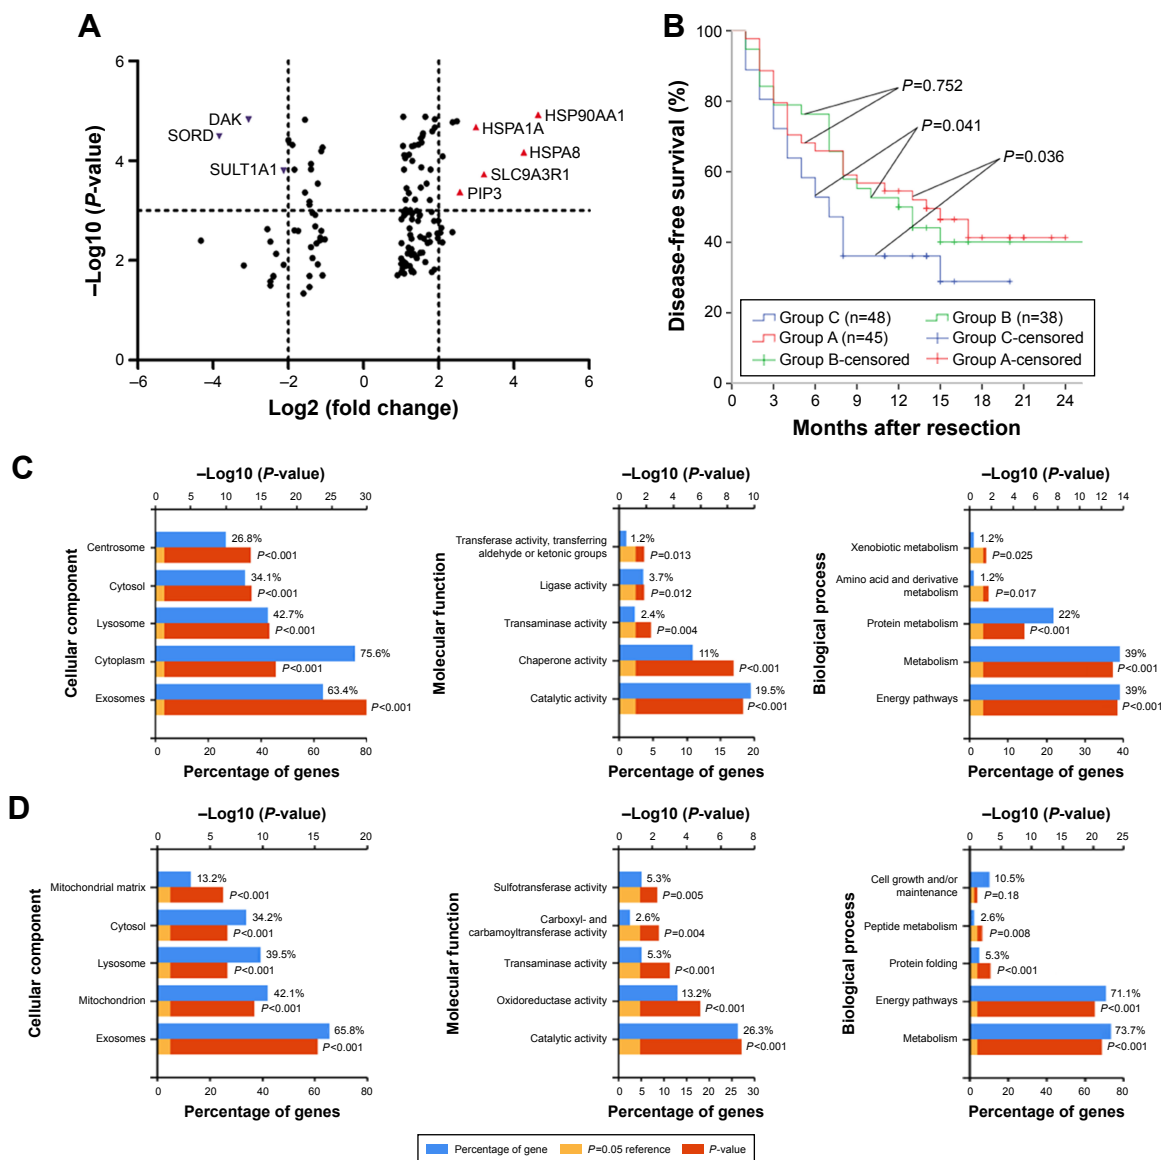 A
–Log10 (P-value)
6
4
2
0
–6
–4
–2
0
2
4
6
Log2 (fold change)
DAK
SORD
SULT1A1
HSP90AA1
HSPA1A
HSPA8
SLC9A3R1
PIP3
B
Disease-free survival (%)
100
80
60
40
20
0
P=0.752
P=0.041
P=0.036
Group C (n=48)
Group B (n=38)
Group A (n=45)
Group C-censored
Group B-censored
Group A-censored
0
3
6
9
12
15
18
21
24
Months after resection
C
–Log10 (P-value)
0 5 10 15 20 25 30
Cellular component
Centrosome
26.8%
P<0.001
Cytosol
34.1%
P<0.001
Lysosome
42.7%
P<0.001
Cytoplasm
75.6%
P<0.001
Exosomes
63.4%
P<0.001
0 20 40 60 80
Percentage of genes
–Log10 (P-value)
0 2 4 6 8 10
Molecular function
Transferase activity, transferring
aldehyde or ketonic groups
1.2%
P=0.013
Ligase activity
3.7%
P=0.012
Transaminase activity
2.4%
P=0.004
Chaperone activity
11%
P<0.001
Catalytic activity
19.5%
P<0.001
0 5 10 15 20
Percentage of genes
–Log10 (P-value)
0 2 4 6 8 10 12 14
Biological process
Xenobiotic metabolism
1.2%
P=0.025
Amino acid and derivative
metabolism
1.2%
P=0.017
Protein metabolism
22%
P<0.001
Metabolism
39%
P<0.001
Energy pathways
39%
P<0.001
0 10 20 30 40
Percentage of genes
D
–Log10 (P-value)
0 5 10 15 20
Cellular component
Mitochondrial matrix
13.2%
P<0.001
Cytosol
34.2%
P<0.001
Lysosome
39.5%
P<0.001
Mitochondrion
42.1%
P<0.001
Exosomes
65.8%
P<0.001
0 20 40 60 80
Percentage of genes
–Log10 (P-value)
0 2 4 6 8
Molecular function
Sulfotransferase activity
5.3%
P=0.005
Carboxyl- and
carbamoyltransferase activity
2.6%
P=0.004
Transaminase activity
5.3%
P<0.001
Oxidoreductase activity
13.2%
P<0.001
Catalytic activity
26.3%
P<0.001
0 5 10 15 20 25 30
Percentage of genes
–Log10 (P-value)
0 5 10 15 20 25
Biological process
Cell growth and/or
maintenance
10.5%
P=0.18
Peptide metabolism
2.6%
P=0.008
Protein folding
5.3%
P<0.001
Energy pathways
71.1%
P<0.001
Metabolism
73.7%
P<0.001
0 20 40 60 80
Percentage of genes
Percentage of gene
P=0.05 reference
P-value